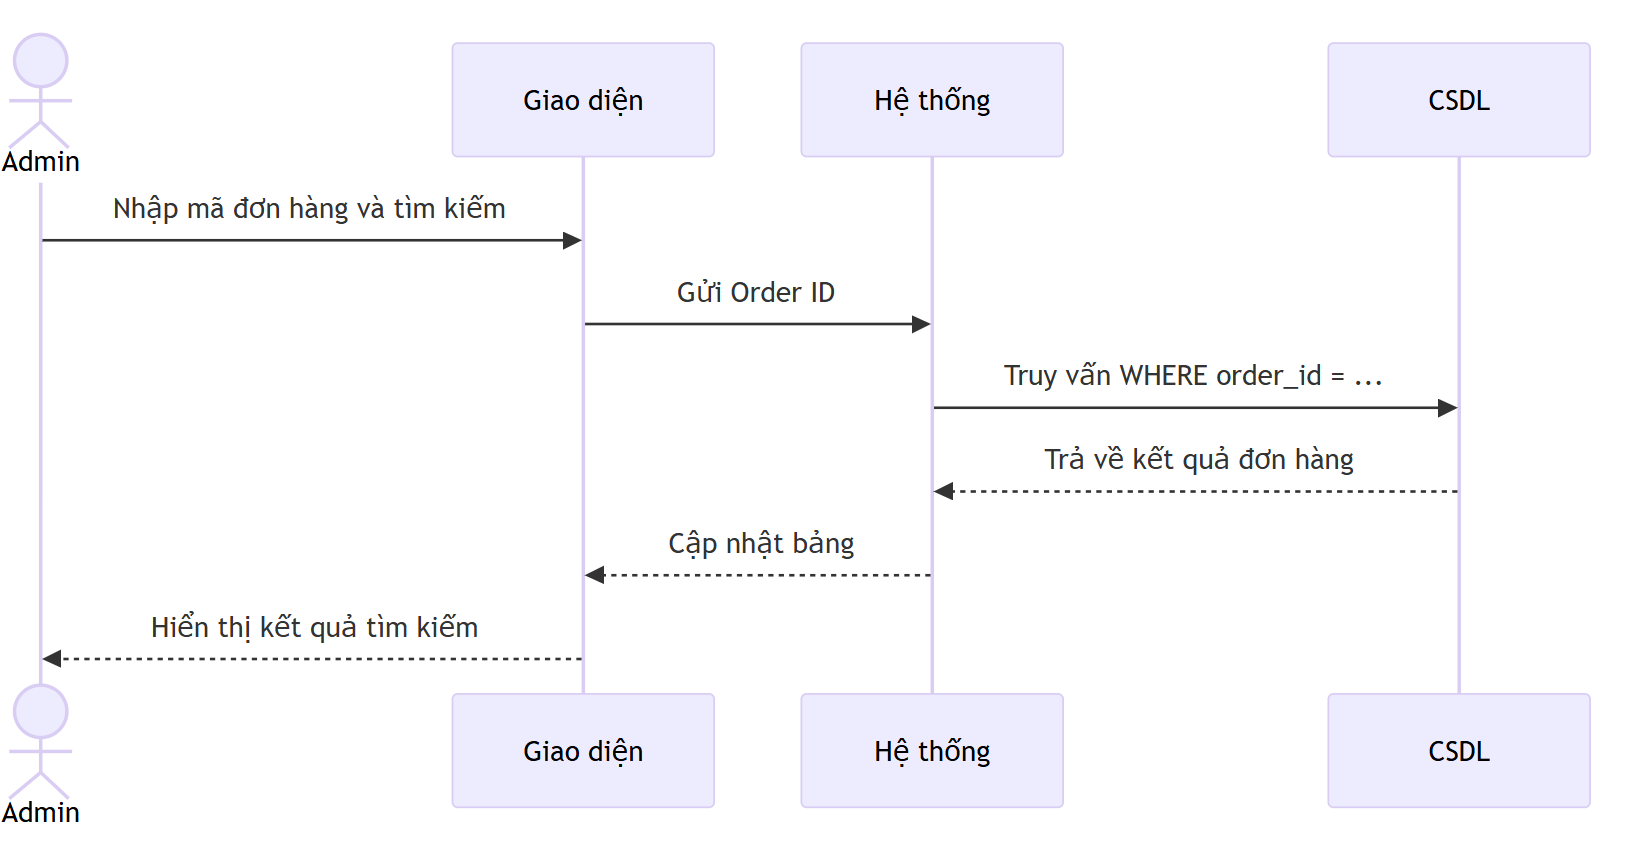 Giao diện
Hệ thống
CSDL
Admin
Nhập mã đơn hàng và tìm kiếm
Gửi Order ID
Truy vấn WHERE order_id = ...
Trả về kết quả đơn hàng
Cập nhật bảng
Hiển thị kết quả tìm kiếm
Giao diện
Hệ thống
CSDL
Admin